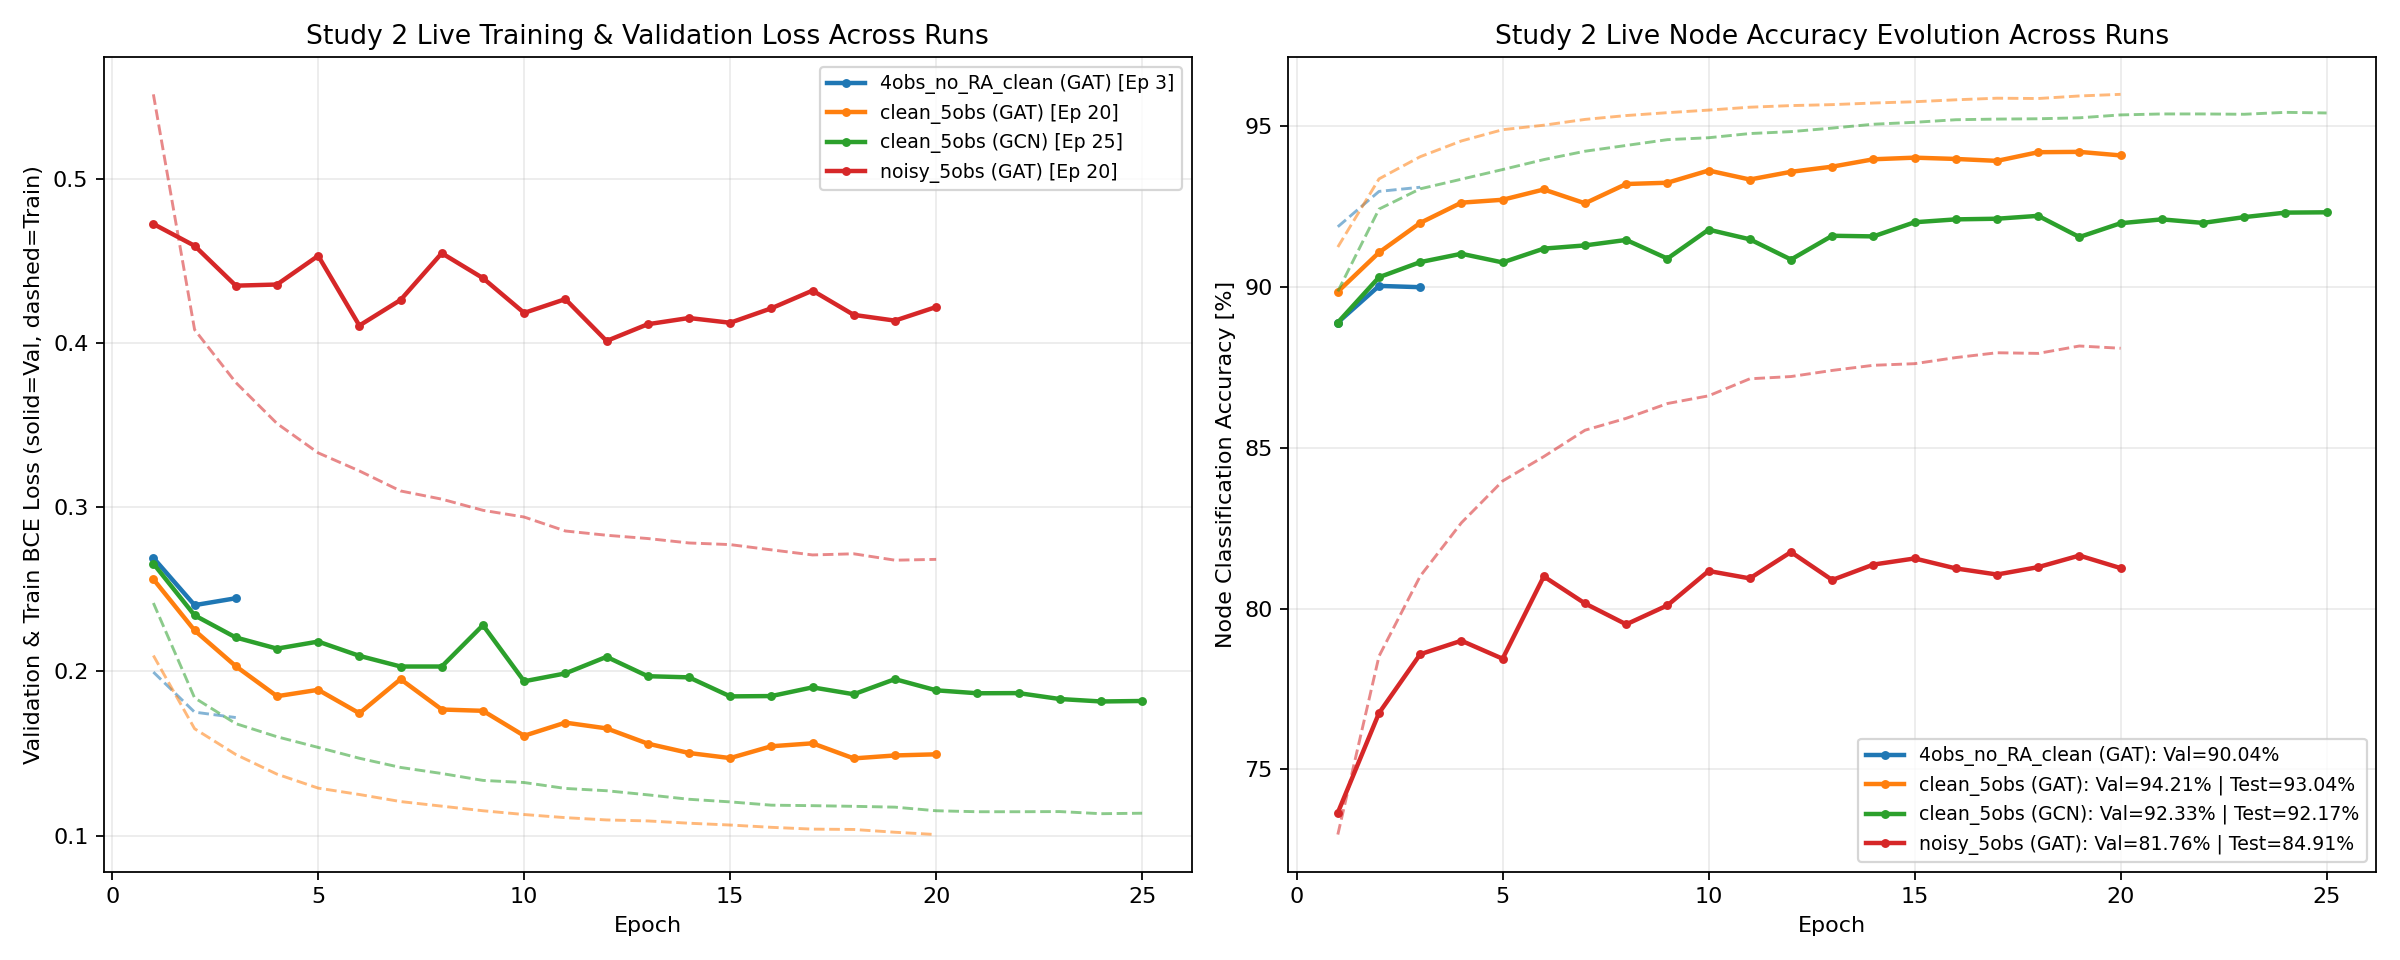 Study 2 Live Training & Validation Loss Across Runs
Validation & Train BCE Loss (solid=Val, dashed=Train)
0.5
0.4
0.3
0.2
0.1
4obs_no_RA_clean (GAT) [Ep 3]
clean_5obs (GAT) [Ep 20]
clean_5obs (GCN) [Ep 25]
noisy_5obs (GAT) [Ep 20]
0 5 10 15 20 25
Epoch
Study 2 Live Node Accuracy Evolution Across Runs
Node Classification Accuracy [%]
95
90
85
80
75
4obs_no_RA_clean (GAT): Val=90.04%
clean_5obs (GAT): Val=94.21% | Test=93.04%
clean_5obs (GCN): Val=92.33% | Test=92.17%
noisy_5obs (GAT): Val=81.76% | Test=84.91%
0 5 10 15 20 25
Epoch